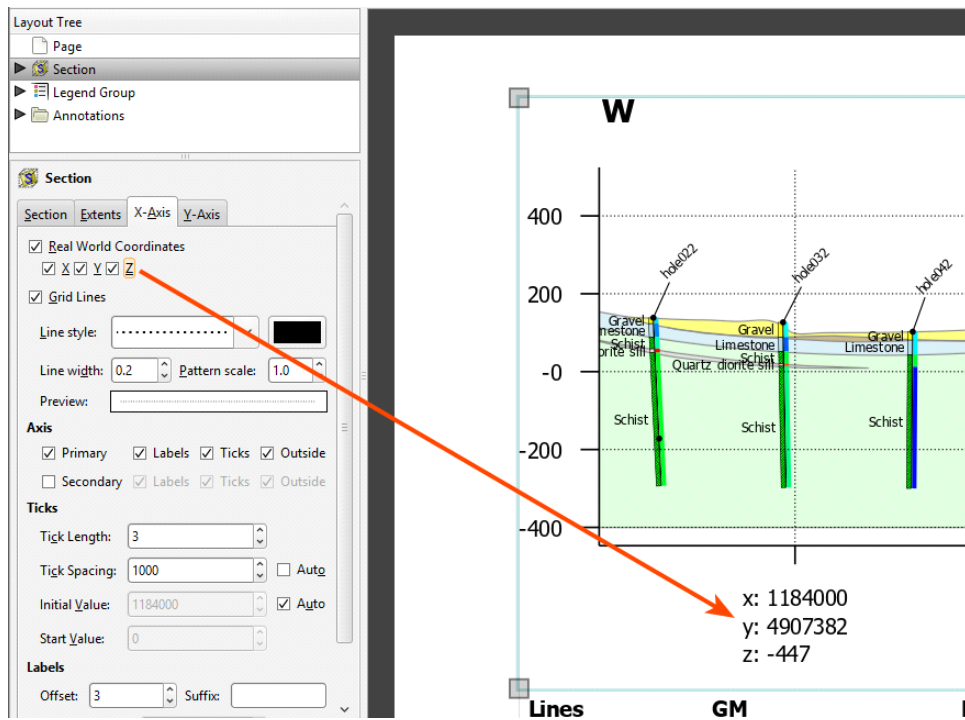 Layout Tree
Page
Section
Legend Group
Annotations
Section
Section Extents X-Axis Y-Axis
Real World Coordinates
X Y Z
Grid Lines
Line style:
Line width: 0.2 Pattern scale: 1.0
Preview:
Axis
Primary Labels Ticks Outside
Secondary Labels Ticks Outside
Ticks
Tick Length: 3
Tick Spacing: 1000 Auto
Initial Value: 1184000 Auto
Start Value: 0
Labels
Offset: 3 Suffix:
W
400
200
-0
-200
-400
hole022
hole032
hole042
Gravel
mestone
Schist
orite sill
Schist
Gravel
Limestone
Schist
Quartz diorite sill
Schist
Gravel
Limestone
Schist
x: 1184000
y: 4907382
z: -447
Lines GM